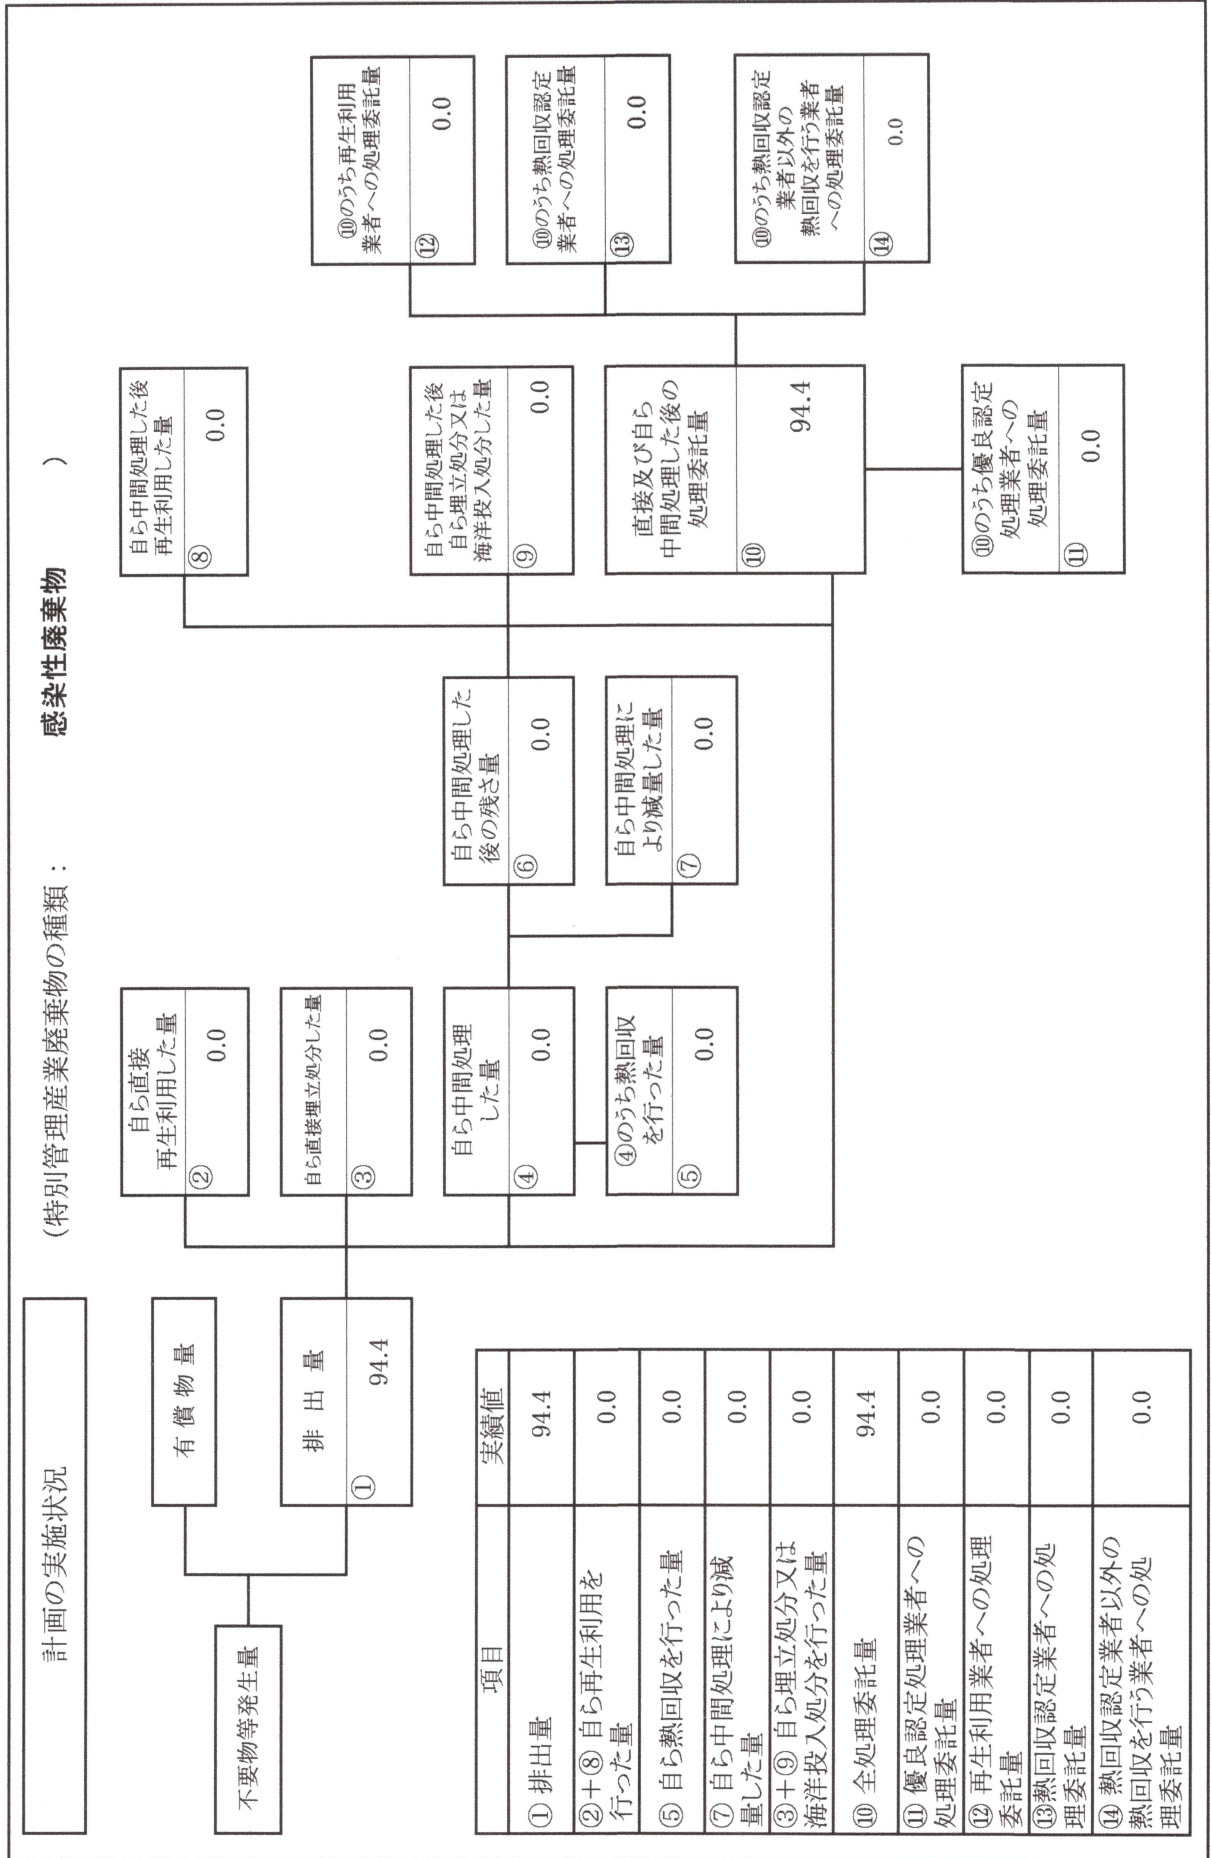 計画の実施状況
(特別管理産業廃棄物の種類： 感染性廃棄物 )
不要物等発生量
有償物量
排出量
①
94.4
自ら直接
再生利用した量
②
0.0
自ら直接埋立処分した量
③
0.0
自ら中間処理
した量
④
0.0
④のうち熱回収
を行った量
⑤
0.0
自ら中間処理した
後の残さ量
⑥
0.0
自ら中間処理に
より減量した量
⑦
0.0
自ら中間処理した後
再生利用した量
⑧
0.0
自ら中間処理した後
自ら埋立処分又は
海洋投入処分した量
⑨
0.0
直接及び自ら
中間処理した後の
処理委託量
⑩
94.4
⑩のうち優良認定
処理業者への
処理委託量
⑪
0.0
⑩のうち再生利用
業者への処理委託量
⑫
0.0
⑩のうち熱回収認定
業者への処理委託量
⑬
0.0
⑩のうち熱回収認定
業者以外の
熱回収を行う業者
への処理委託量
⑭
0.0
項目 実績値
① 排出量 94.4
②＋⑧ 自ら再生利用を
行った量 0.0
⑤ 自ら熱回収を行った量 0.0
⑦ 自ら中間処理により減
量した量 0.0
③＋⑨ 自ら埋立処分又は
海洋投入処分を行った量 0.0
⑩ 全処理委託量 94.4
⑪ 優良認定処理業者への
処理委託量 0.0
⑫ 再生利用業者への処理
委託量 0.0
⑬熱回収認定業者への処
理委託量 0.0
⑭ 熱回収認定業者以外の
熱回収を行う業者への処
理委託量 0.0